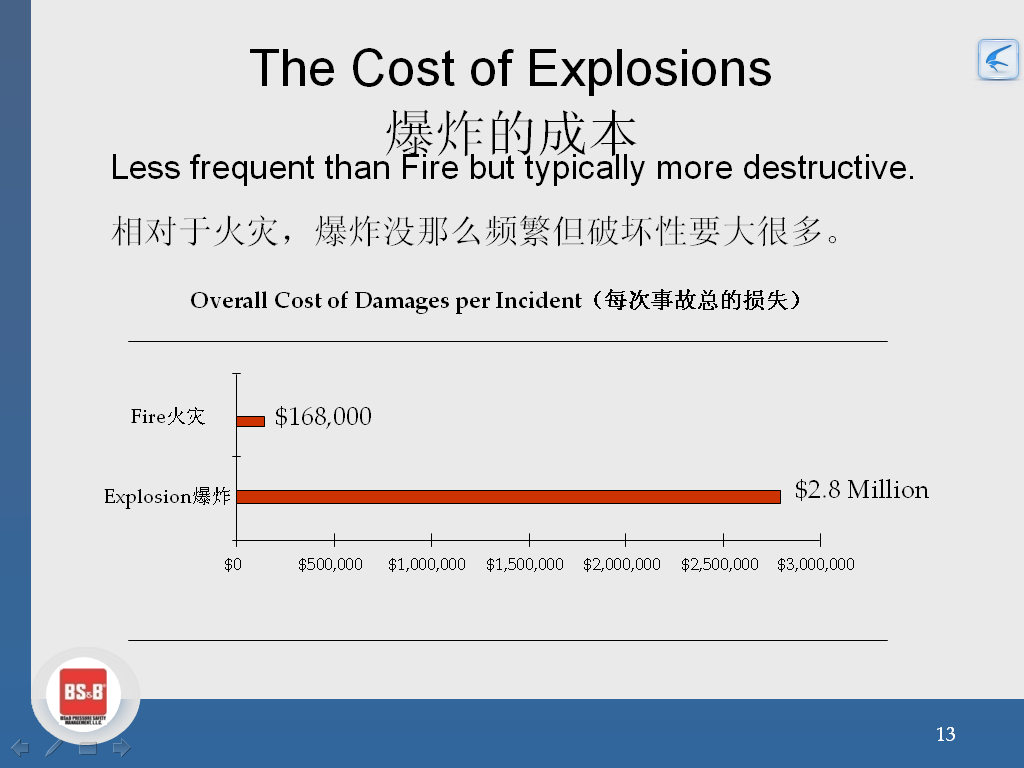 The Cost of Explosions
爆炸的成本
Less frequent than Fire but typically more destructive.
相对于火灾，爆炸没那么频繁但破坏性要大很多。
Overall Cost of Damages per Incident（每次事故总的损失）
Fire火灾
$168,000
Explosion爆炸
$2.8 Million
$0 $500,000 $1,000,000 $1,500,000 $2,000,000 $2,500,000 $3,000,000
BS&B®
BS&B PRESSURE SAFETY
MANAGEMENT, L.L.C.
13